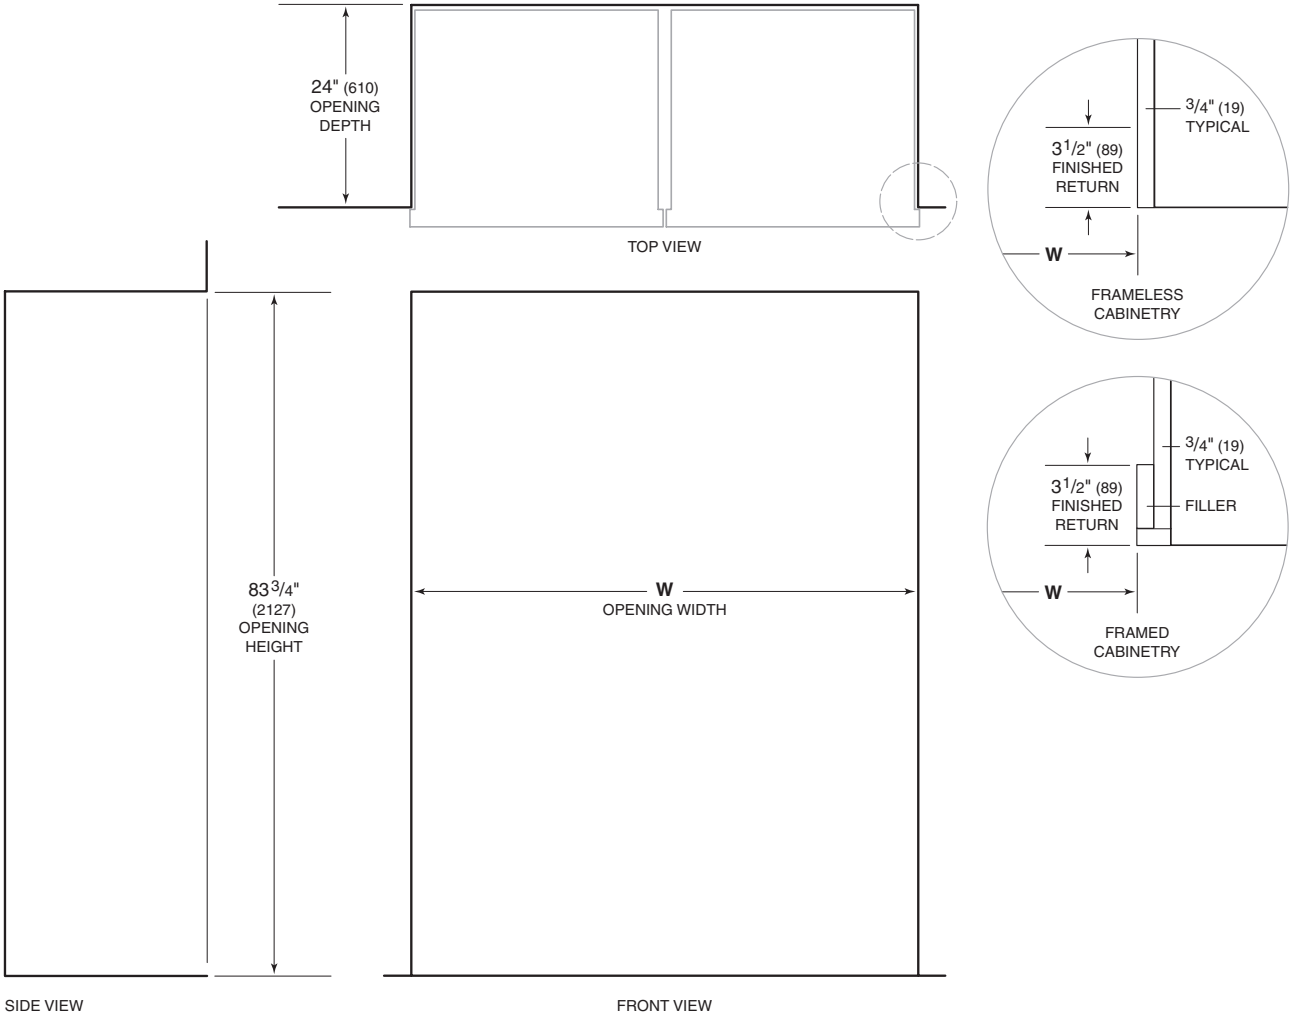 24" (610)
OPENING
DEPTH
TOP VIEW
3/4" (19)
TYPICAL
3 1/2" (89)
FINISHED
RETURN
W
FRAMELESS
CABINETRY
3/4" (19)
TYPICAL
3 1/2" (89)
FINISHED
RETURN
FILLER
W
FRAMED
CABINETRY
83 3/4"
(2127)
OPENING
HEIGHT
W
OPENING WIDTH
SIDE VIEW
FRONT VIEW